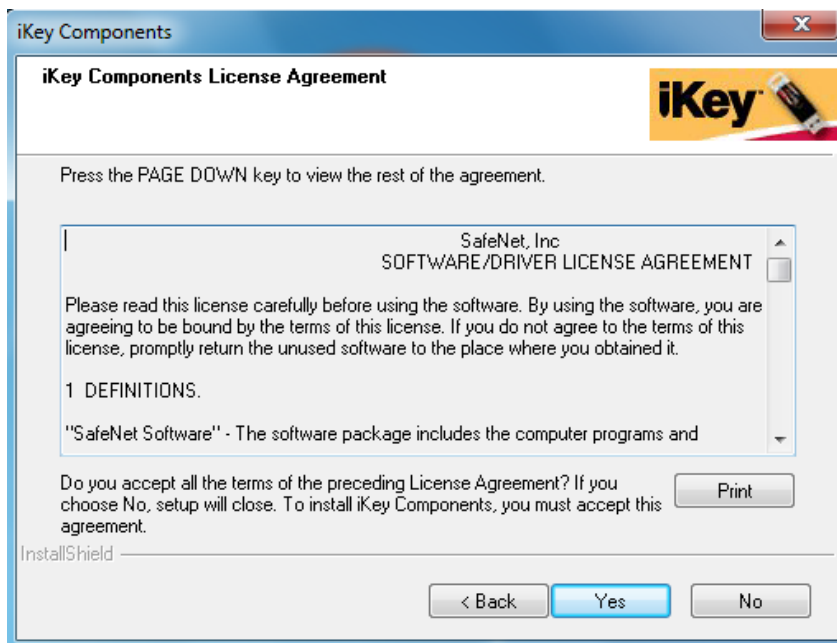 iKey Components
iKey Components License Agreement
iKey™
Press the PAGE DOWN key to view the rest of the agreement.
SafeNet, Inc
SOFTWARE/DRIVER LICENSE AGREEMENT
Please read this license carefully before using the software. By using the software, you are
agreeing to be bound by the terms of this license. If you do not agree to the terms of this
license, promptly return the unused software to the place where you obtained it.
1  DEFINITIONS.
"SafeNet Software" - The software package includes the computer programs and
Do you accept all the terms of the preceding License Agreement? If you
choose No, setup will close. To install iKey Components, you must accept this
agreement.
Print
InstallShield
< Back
Yes
No